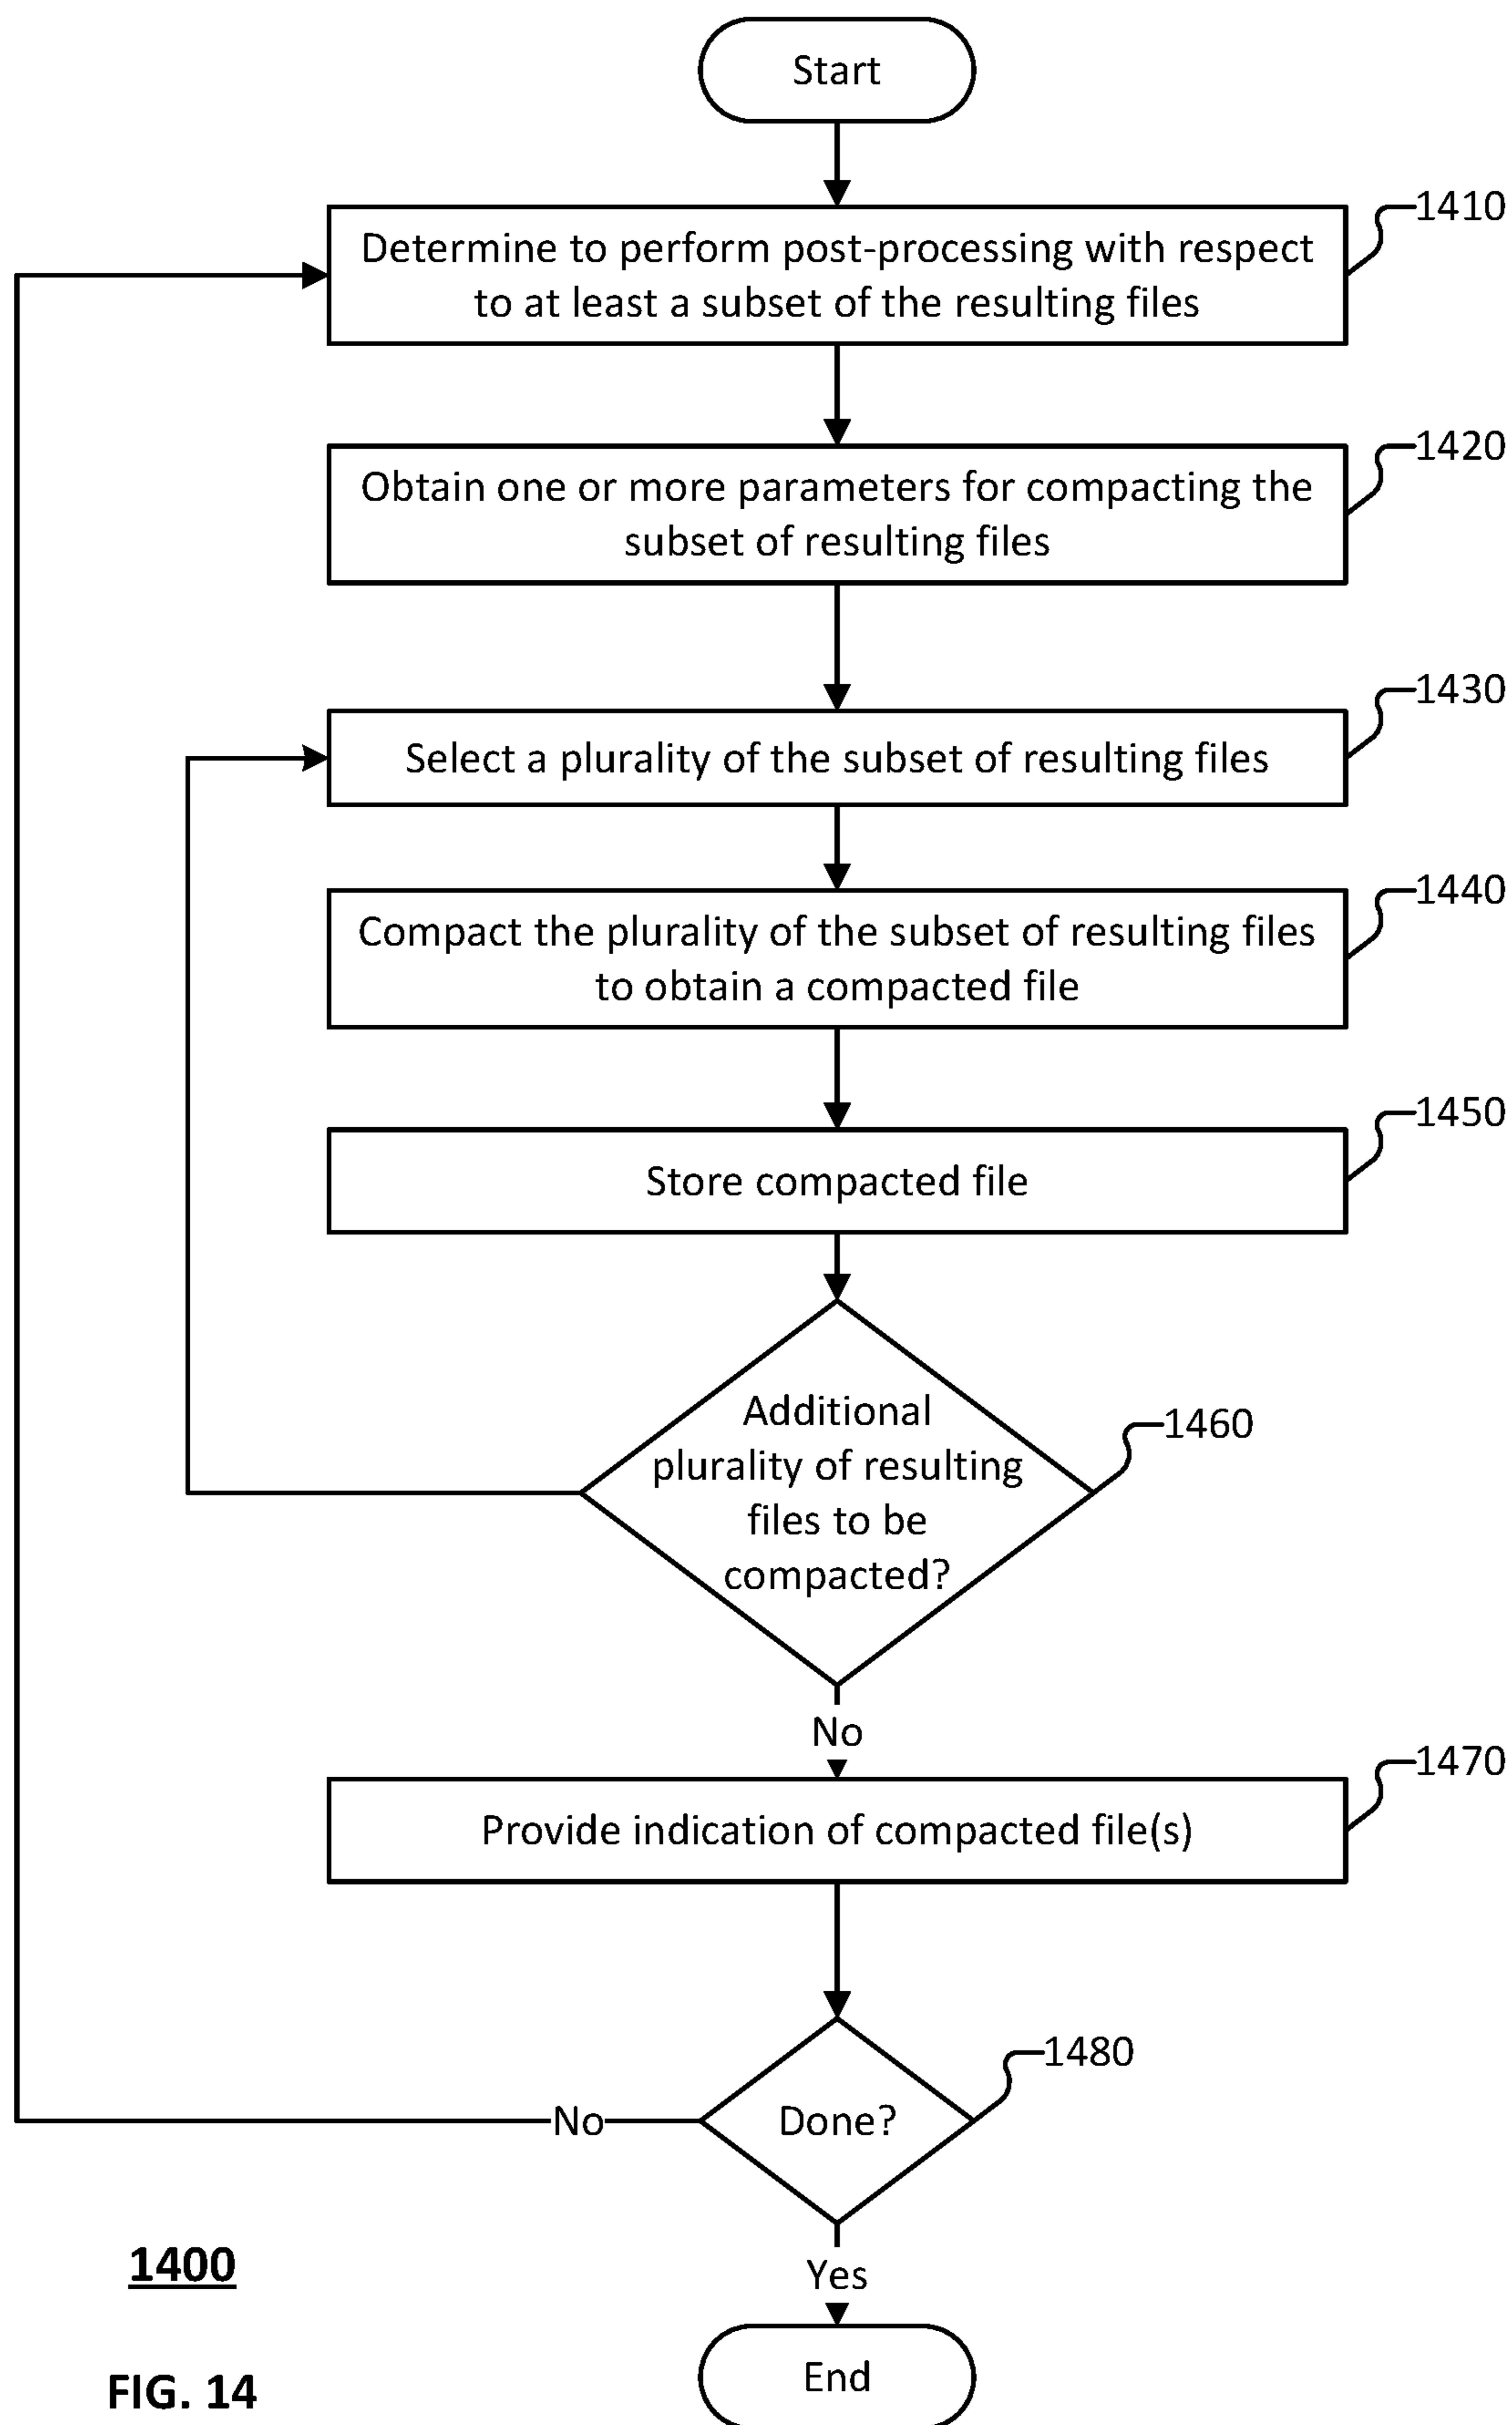 Start
1410
Determine to perform post-processing with respect
to at least a subset of the resulting files
1420
Obtain one or more parameters for compacting the
subset of resulting files
1430
Select a plurality of the subset of resulting files
1440
Compact the plurality of the subset of resulting files
to obtain a compacted file
1450
Store compacted file
1460
Additional
plurality of resulting
files to be
compacted?
No
1470
Provide indication of compacted file(s)
1480
Done?
No
Yes
End
1400
FIG. 14